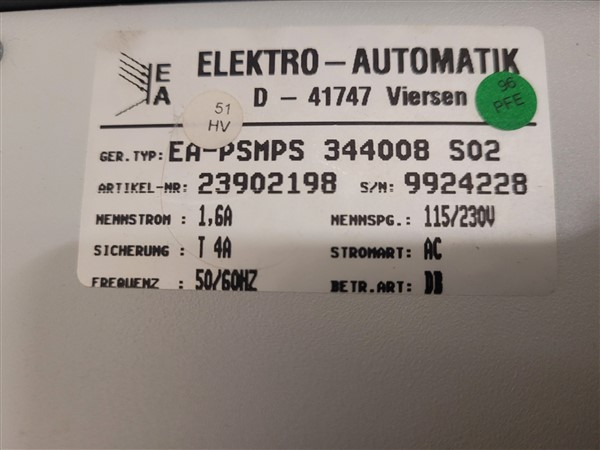 EA
ELEKTRO - AUTOMATIK
D - 41747 Viersen
51
HV
96
PFE
GER.TYP: EA-PSMPS 344008 S02
ARTIKEL-NR: 23902198 S/N: 9924228
NENNSTROM : 1,6A NENNSPG.: 115/230V
SICHERUNG : T 4A STROMART: AC
FREQUENZ : 50/60HZ BETR.ART: DB